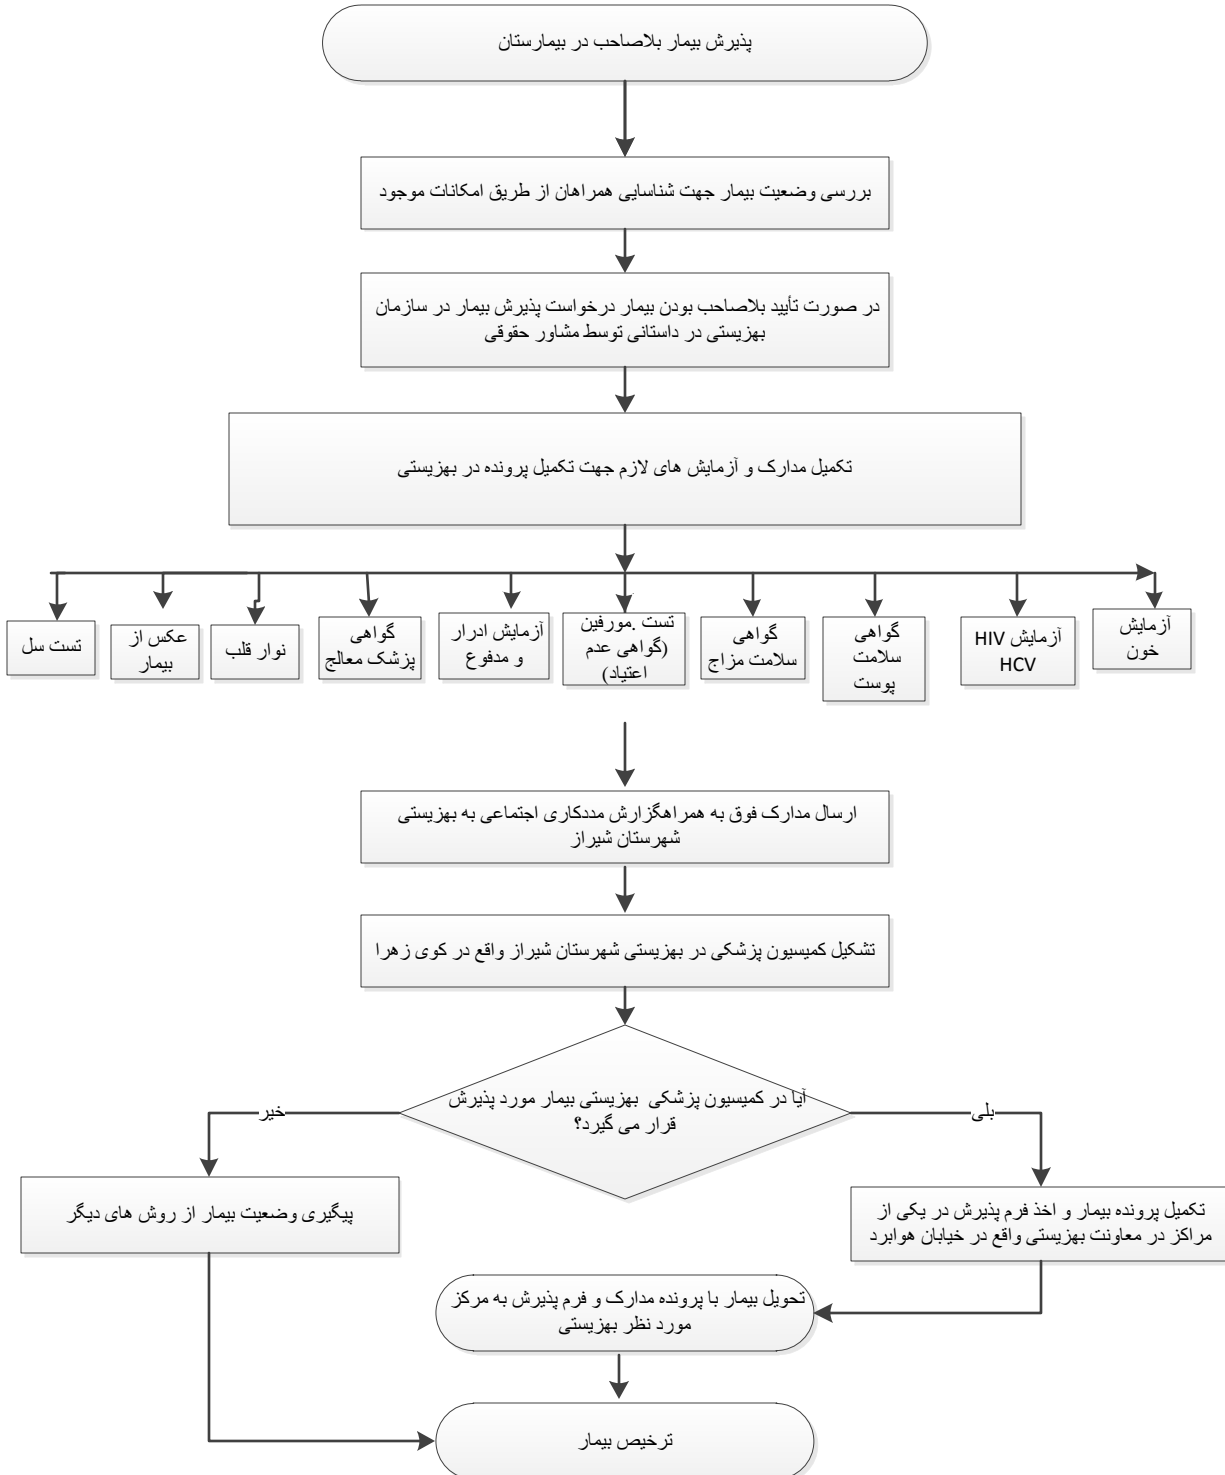 پذیرش بیمار بلاصاحب در بیمارستان
بررسی وضعیت بیمار جهت شناسایی همراهان از طریق امکانات موجود
در صورت تأیید بلاصاحب بودن بیمار درخواست پذیرش بیمار در سازمان
بهزیستی در داستانی توسط مشاور حقوقی
تکمیل مدارک و آزمایش های لازم جهت تکمیل پرونده در بهزیستی
آزمایش
خون
آزمایش HIV
HCV
گواهی
سلامت
پوست
گواهی
سلامت مزاج
تست .مورفین
(گواهی عدم
اعتیاد)
آزمایش ادرار
و مدفوع
گواهی
پزشک معالج
نوار قلب
عکس از
بیمار
تست سل
ارسال مدارک فوق به همراهگزارش مددکاری اجتماعی به بهزیستی
شهرستان شیراز
تشکیل کمیسیون پزشکی در بهزیستی شهرستان شیراز واقع در کوی زهرا
آیا در کمیسیون پزشکی بهزیستی بیمار مورد پذیرش
قرار می گیرد؟
بلی
خیر
تکمیل پرونده بیمار و اخذ فرم پذیرش در یکی از
مراکز در معاونت بهزیستی واقع در خیابان هوابرد
پیگیری وضعیت بیمار از روش های دیگر
تحویل بیمار با پرونده مدارک و فرم پذیرش به مرکز
مورد نظر بهزیستی
ترخیص بیمار